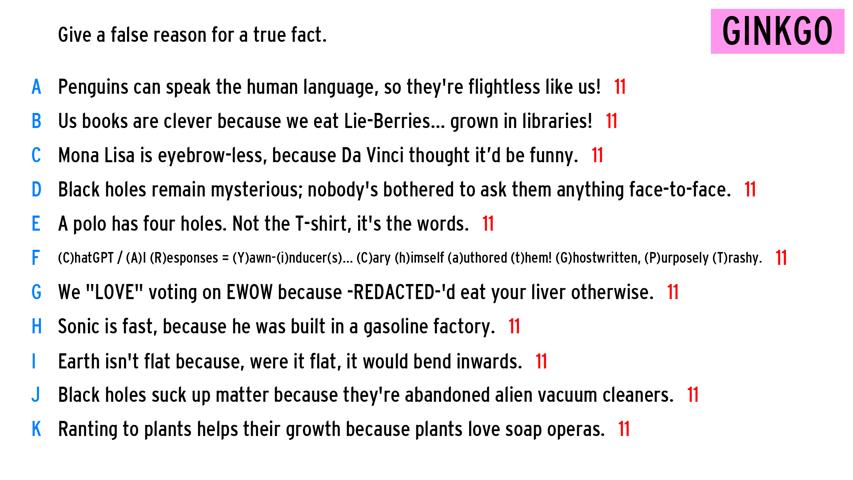 Give a false reason for a true fact.
GINKGO
A Penguins can speak the human language, so they're flightless like us! 11
B Us books are clever because we eat Lie-Berries... grown in libraries! 11
C Mona Lisa is eyebrow-less, because Da Vinci thought it’d be funny. 11
D Black holes remain mysterious; nobody's bothered to ask them anything face-to-face. 11
E A polo has four holes. Not the T-shirt, it's the words. 11
F (C)hatGPT / (A)I (R)esponses = (Y)awn-(i)nducer(s)... (C)ary (h)imself (a)uthored (t)hem! (G)hostwritten, (P)urposely (T)rashy. 11
G We "LOVE" voting on EWOW because -REDACTED-'d eat your liver otherwise. 11
H Sonic is fast, because he was built in a gasoline factory. 11
I Earth isn't flat because, were it flat, it would bend inwards. 11
J Black holes suck up matter because they're abandoned alien vacuum cleaners. 11
K Ranting to plants helps their growth because plants love soap operas. 11